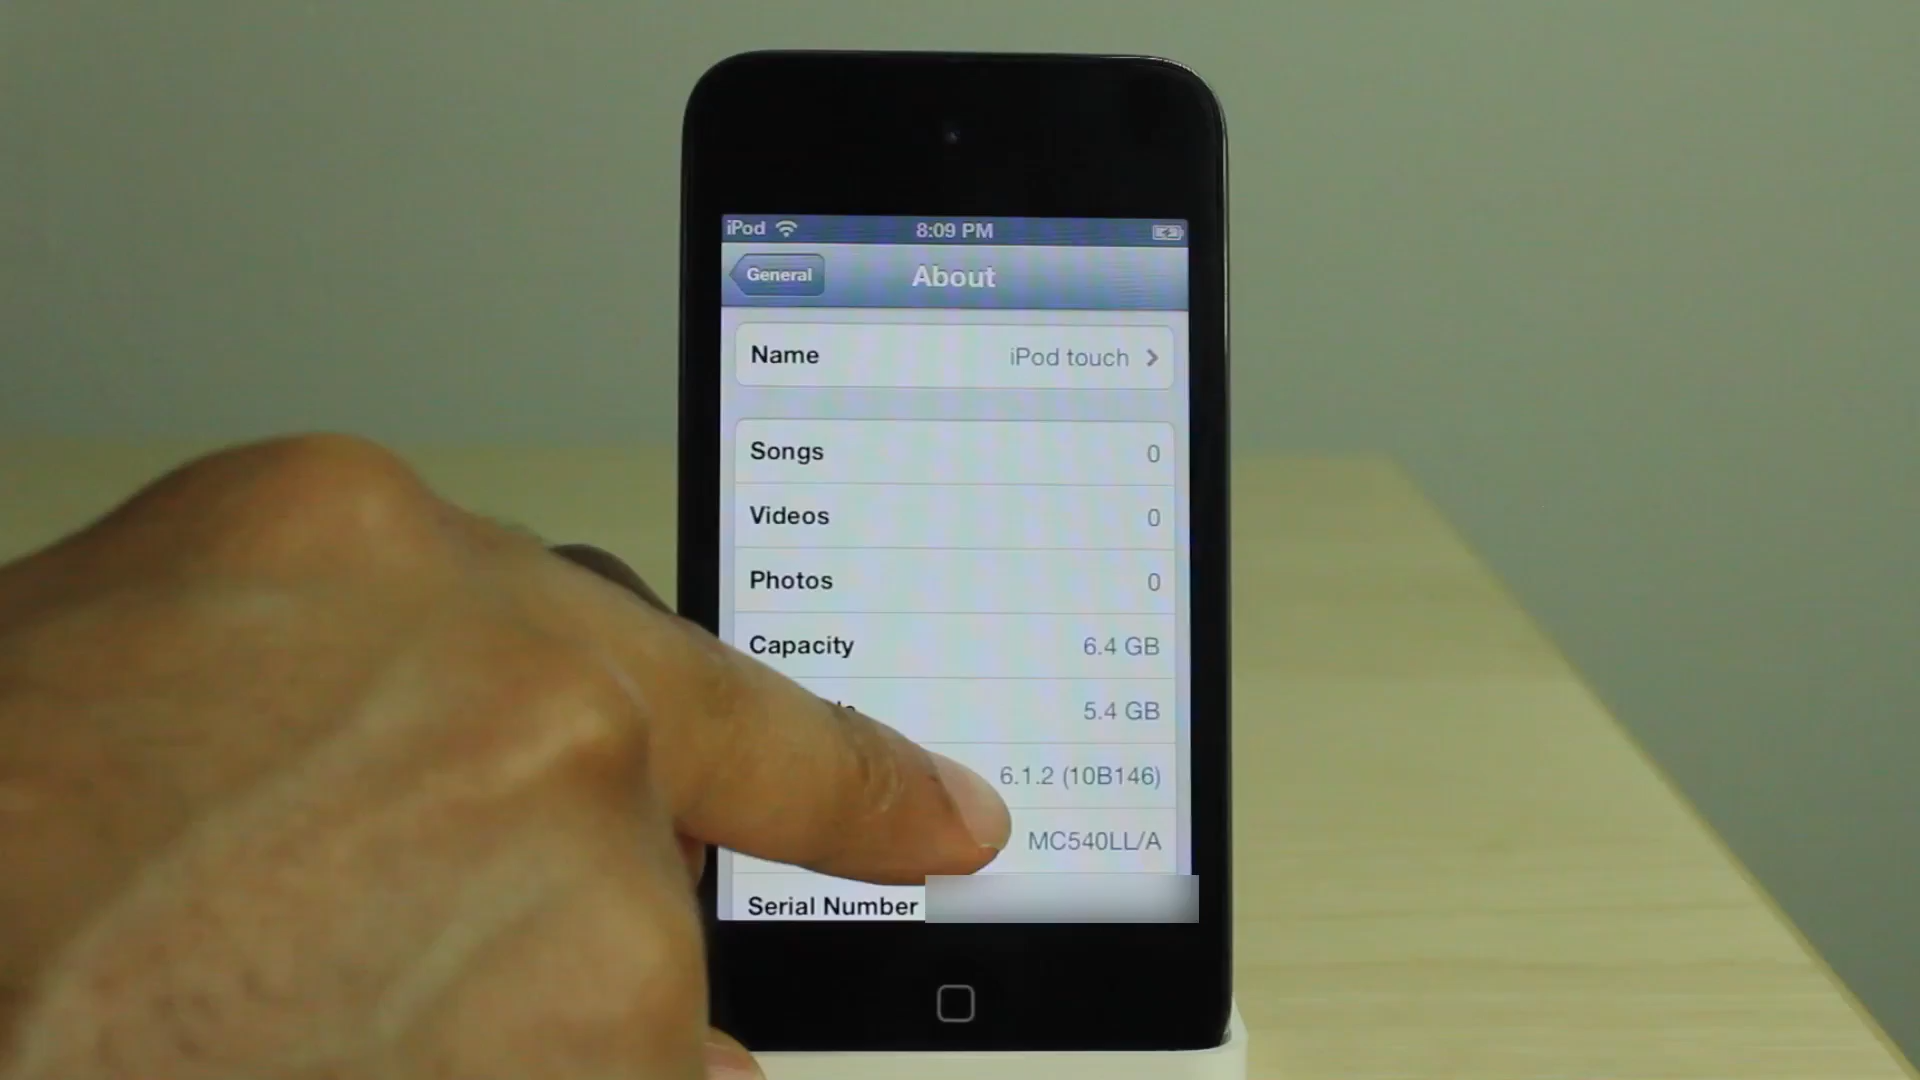 iPod 8:09 PM
General About
Name iPod touch
Songs 0
Videos 0
Photos 0
Capacity 6.4 GB
5.4 GB
6.1.2 (10B146)
MC540LL/A
Serial Number